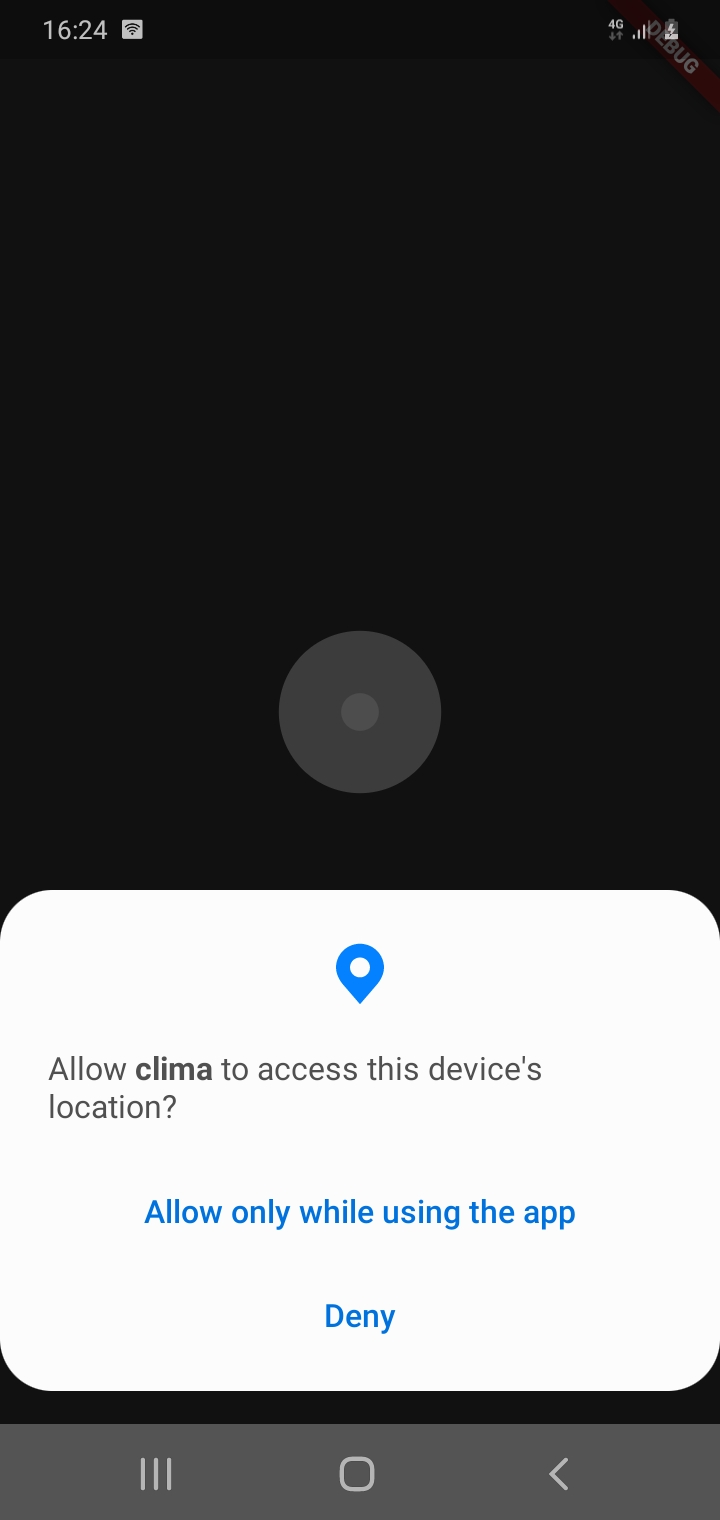 16:24
4G
DEBUG
Allow clima to access this device's
location?
Allow only while using the app
Deny